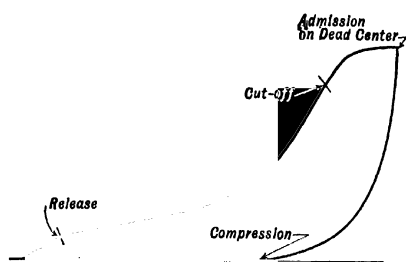 Admission
on Dead Center
Cut-off
Release
Compression